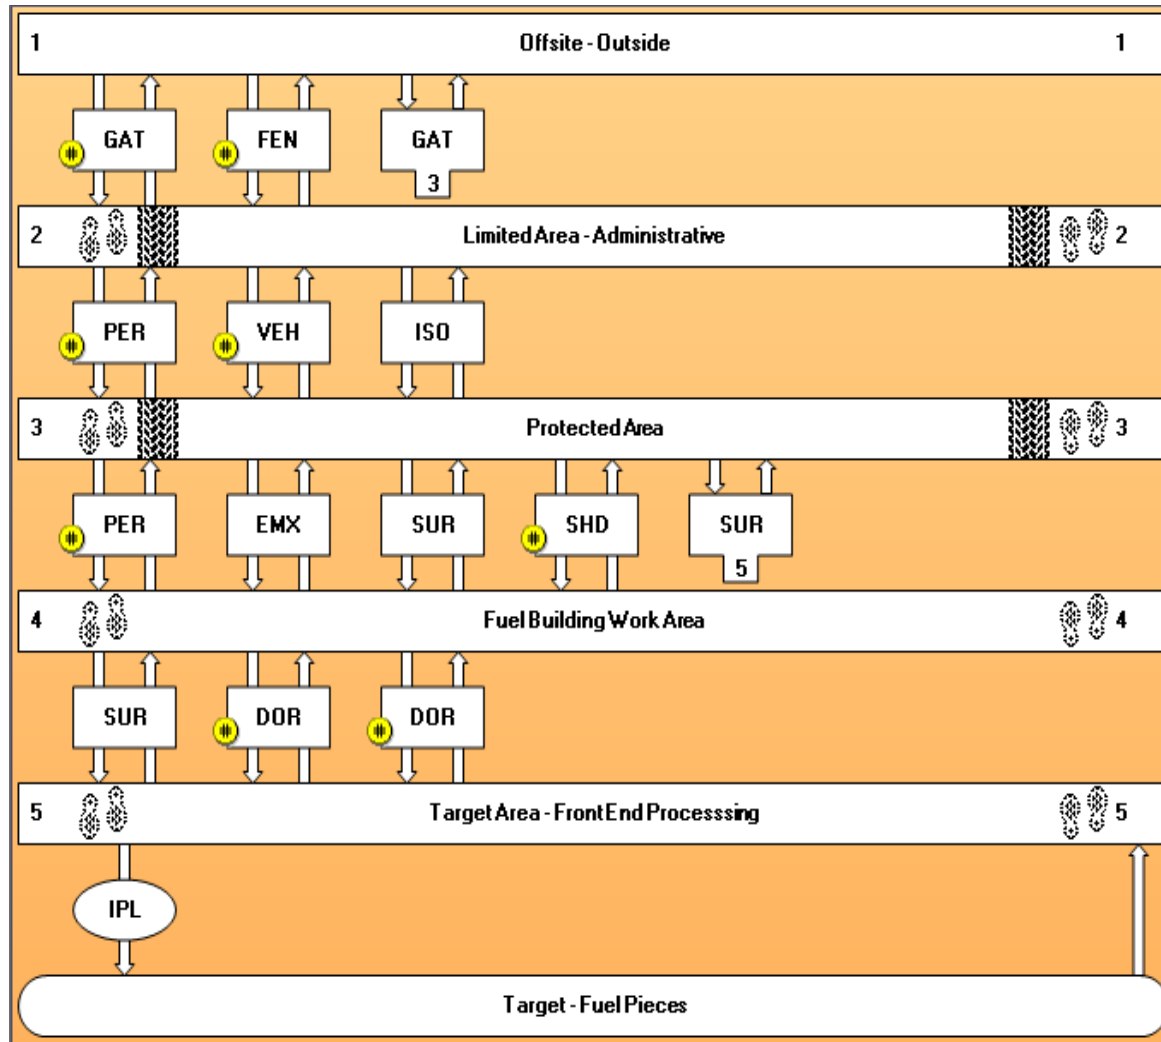 1 Offsite - Outside 1
GAT FEN GAT
3
2 Limited Area - Administrative 2
PER VEH ISO
3 Protected Area 3
PER EMX SUR SHD SUR
5
4 Fuel Building Work Area 4
SUR DOR DOR
5 Target Area - Front End Processsing 5
IPL
Target - Fuel Pieces